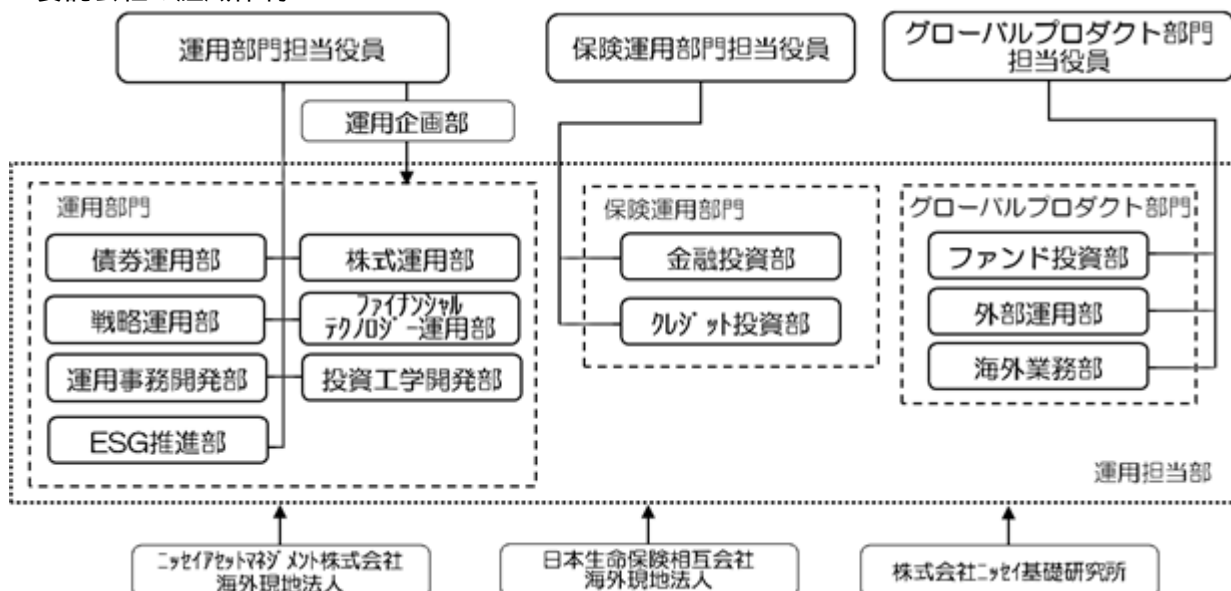 運用部門担当役員
保険運用部門担当役員
グローバルプロダクト部門
担当役員
運用企画部
運用部門
債券運用部
株式運用部
戦略運用部
ファイナンシャル
テクノロジー運用部
運用事務開発部
投資工学開発部
ESG推進部
保険運用部門
金融投資部
クレジット投資部
グローバルプロダクト部門
ファンド投資部
外部運用部
海外業務部
運用担当部
ニッセイアセットマネジメント株式会社
海外現地法人
日本生命保険相互会社
海外現地法人
株式会社ニッセイ基礎研究所